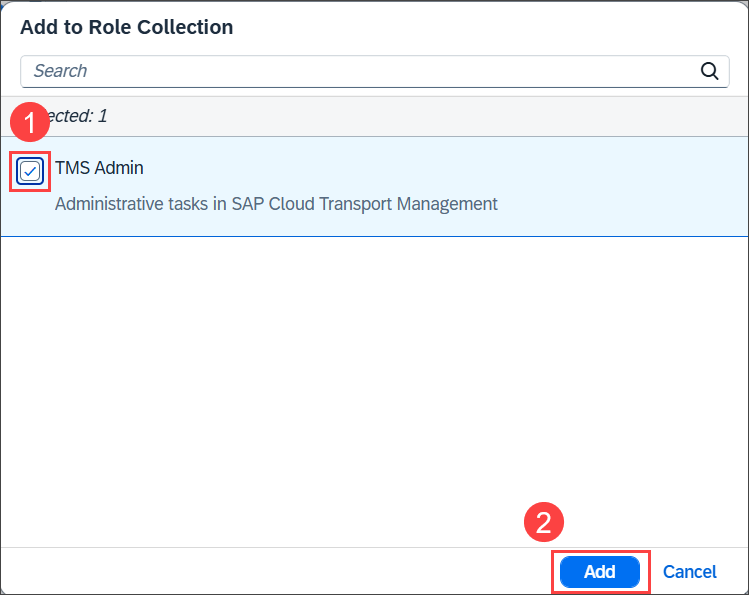 Add to Role Collection
Search
ected: 1
1
TMS Admin
Administrative tasks in SAP Cloud Transport Management
2
Add Cancel